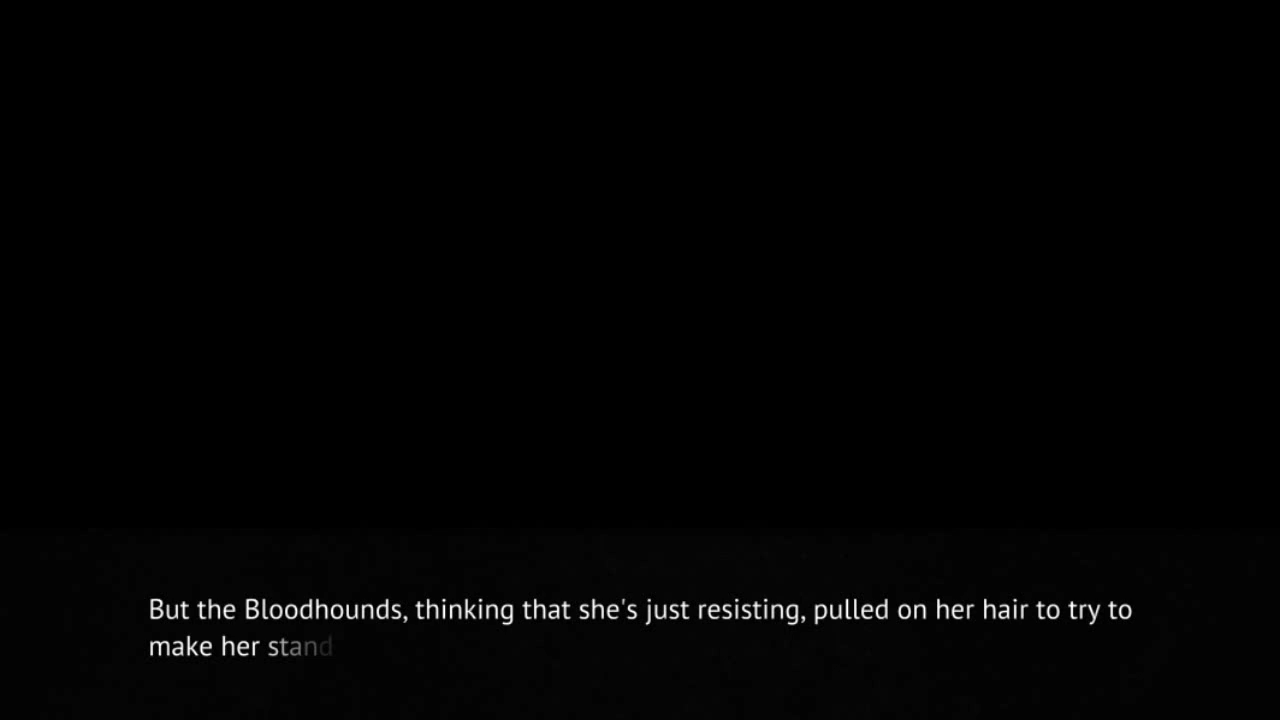 But the Bloodhounds, thinking that she's just resisting, pulled on her hair to try to
make her stand